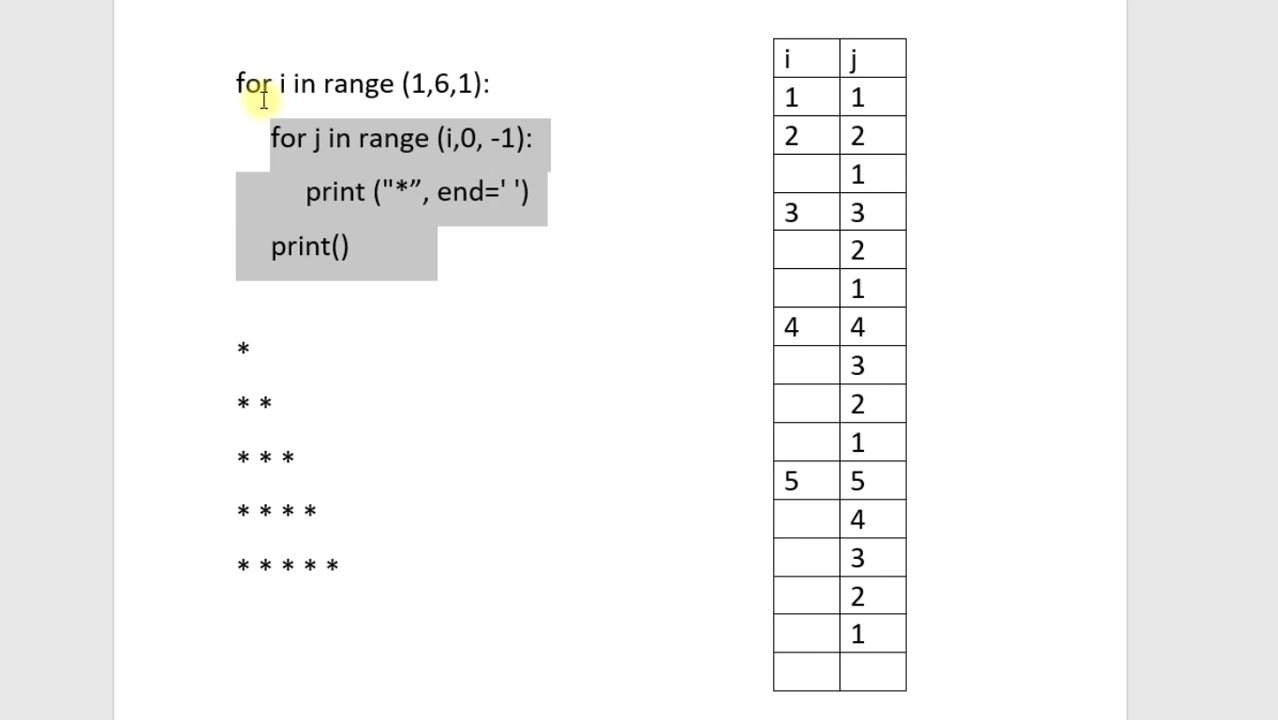 for i in range (1,6,1):
for j in range (i,0, -1):
print ("*”, end=' ')
print()
*
* *
* * *
* * * *
* * * * *
i j
1 1
2 2
1
3 3
2
1
4 4
3
2
1
5 5
4
3
2
1